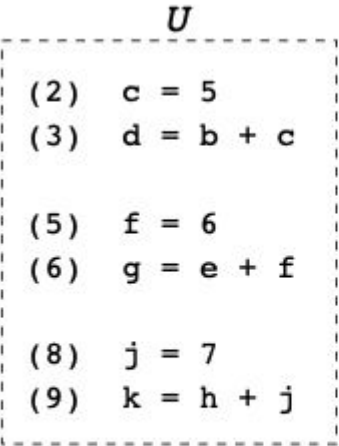 U
(2) c = 5
(3) d = b + c
(5) f = 6
(6) g = e + f
(8) j = 7
(9) k = h + j